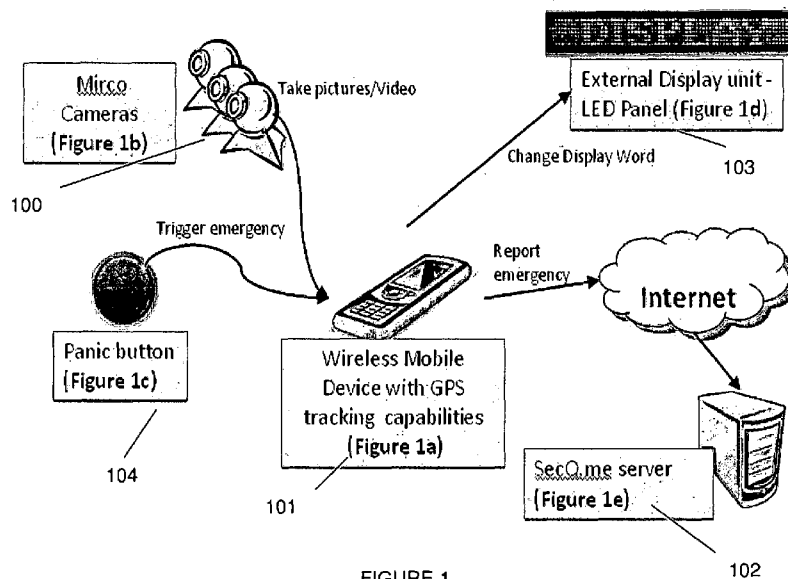 DISPLAY
Mirco
Cameras
(Figure 1b)
Take pictures/Video
External Display unit-
LED Panel (Figure 1d)
103
Change Display Word
100
Trigger emergency
Report
emergency
Internet
Panic button
(Figure 1c)
104
Wireless Mobile
Device with GPS
tracking capabilities
(Figure 1a)
101
SecQ.me server
(Figure 1e)
102
FIGURE 1